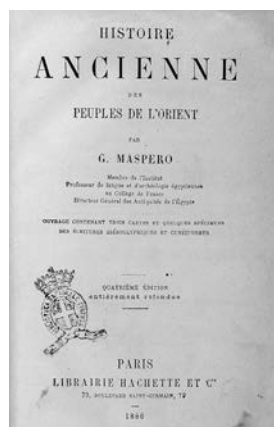 HISTOIRE
ANCIENNE
DES
PEUPLES DE L'ORIENT
PAR
G. MASPERO
Membre de l'Institut
Professeur de langue et d'archéologie égyptiennes
au Collège de France
Directeur Général des Antiquités de l'Égypte
OUVRAGE CONTENANT TROIS CARTES ET QUELQUES SPÉCIMENS
DES ÉCRITURES HIÉROGLYPHIQUES ET CUNÉIFORMES
QUATRIÈME ÉDITION
entièrement refondue
PARIS
LIBRAIRIE HACHETTE ET Cie
79, BOULEVARD SAINT-GERMAIN, 79
1886